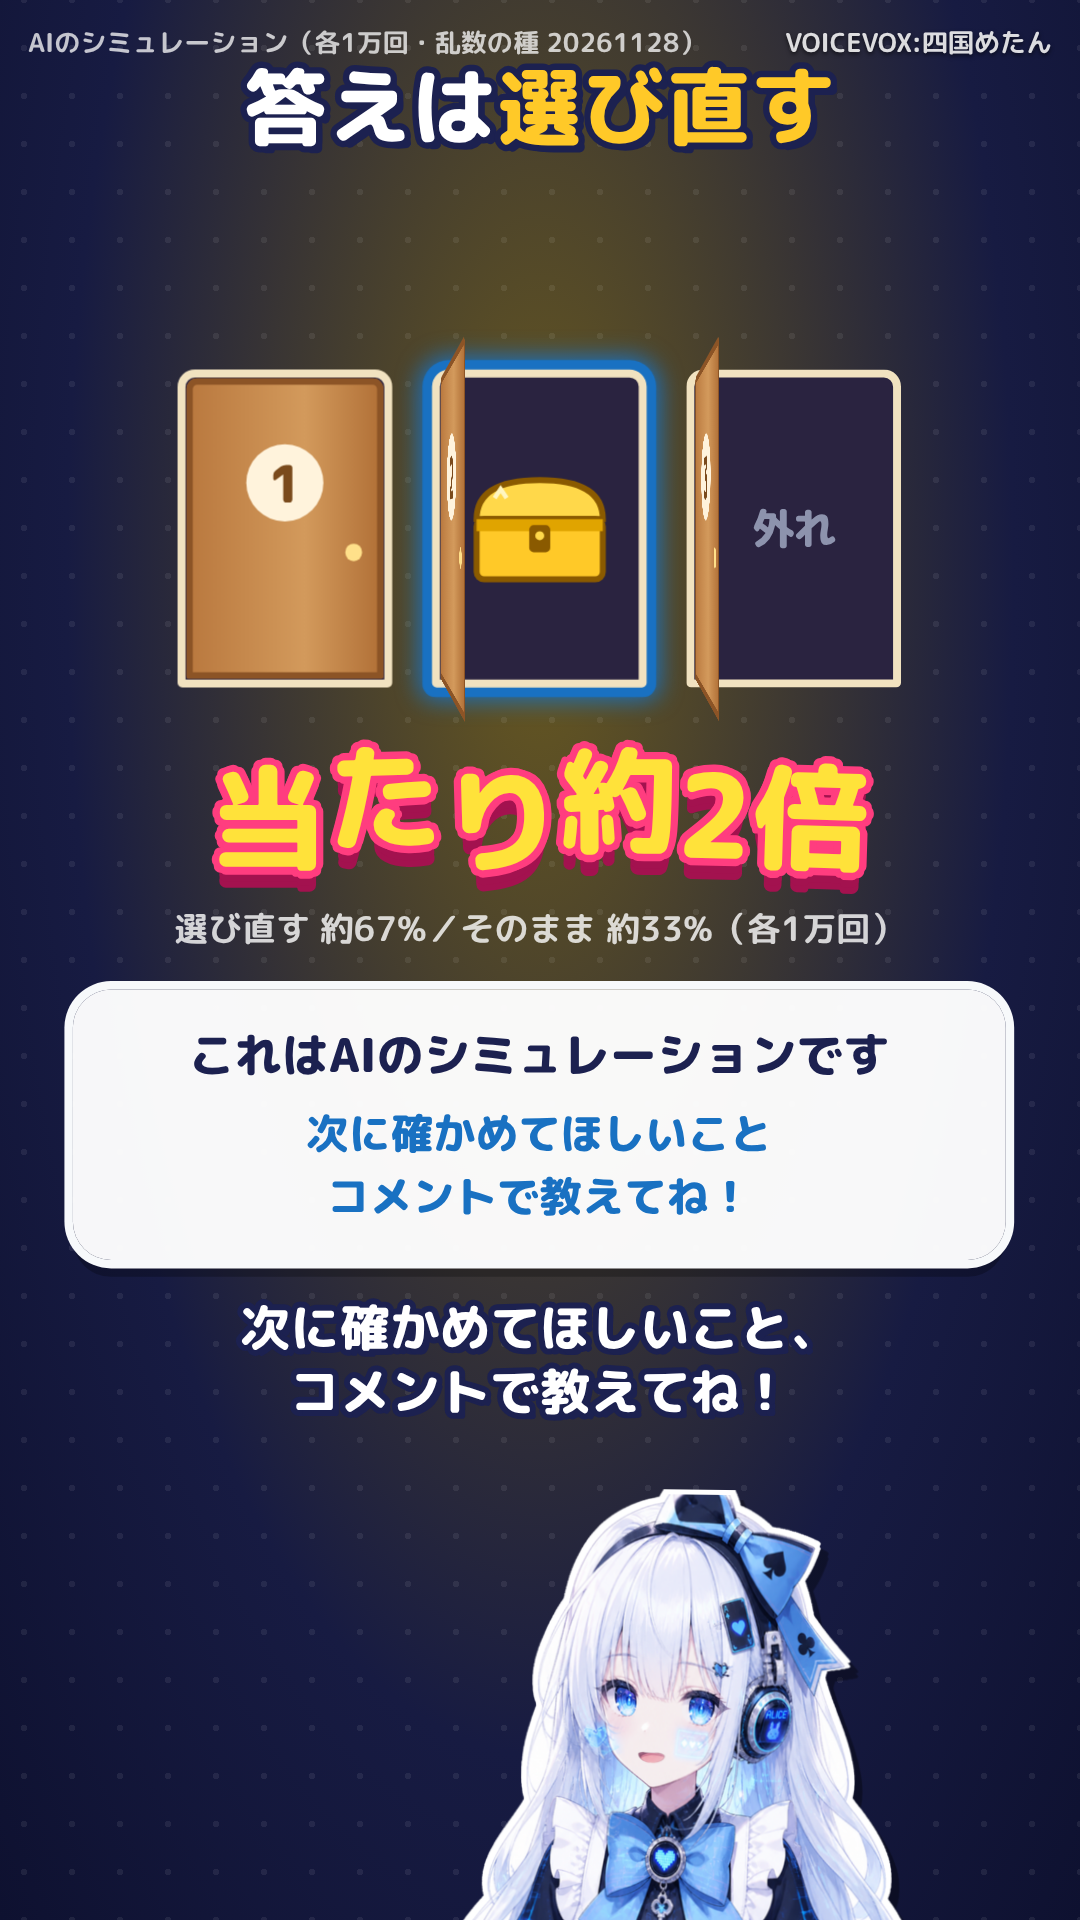 AIのシミュレーション（各1万回・乱数の種 20261128）
VOICEVOX:四国めたん
答えは選び直す
1
2
3
外れ
当たり約2倍
選び直す 約67%／そのまま 約33%（各1万回）
これはAIのシミュレーションです
次に確かめてほしいこと
コメントで教えてね！
次に確かめてほしいこと、
コメントで教えてね！
ALICE